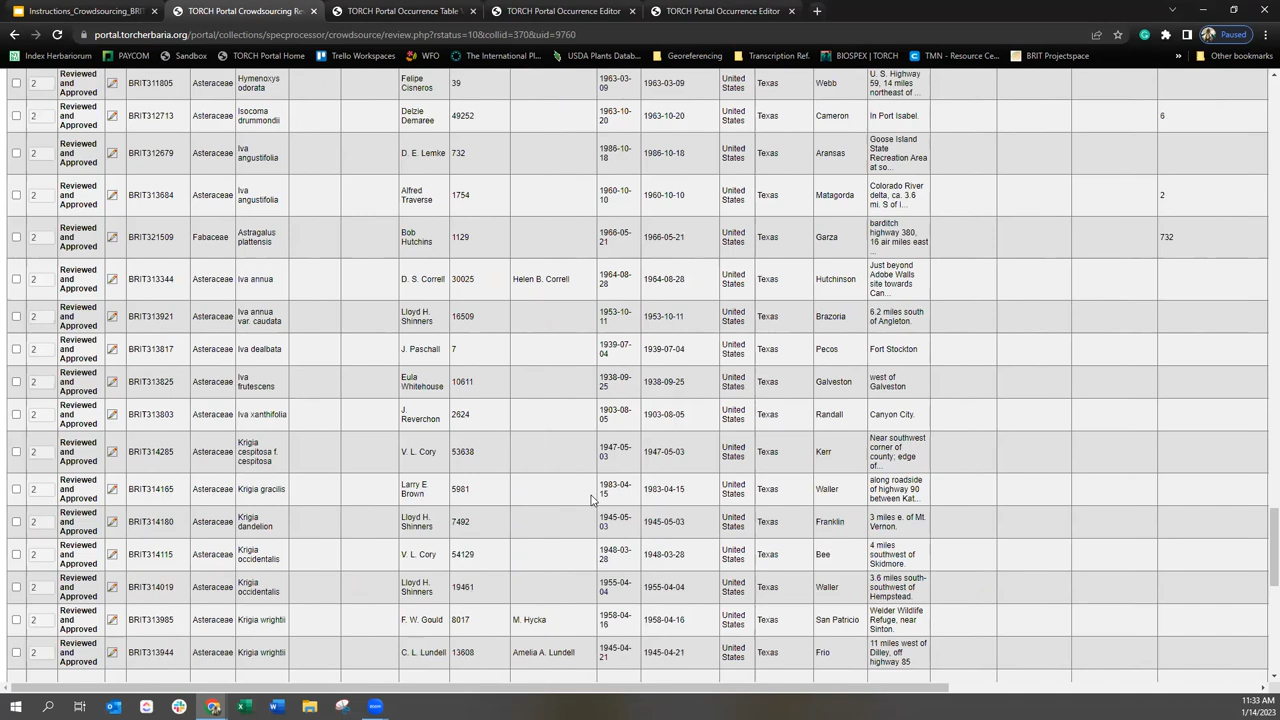 Instructions_Crowdsourcing_BRIT
TORCH Portal Crowdsourcing Re
TORCH Portal Occurrence Table V
TORCH Portal Occurrence Editor
TORCH Portal Occurrence Editor
portal.torcherbaria.org/portal/collections/specprocessor/crowdsource/review.php?rstatus=10&collid=370&uid=9760
Paused
Index Herbariorum PAYCOM Trello Workspaces WFO Sandbox TORCH Portal Home iNaturalist USDA Plants Datab... Georeferencing Transcription Ref. BIOSPEX | TORCH TMN - Resource Ce... BRIT Projectspace » Other bookmarks
2 Reviewed and Approved BRIT311805 Asteraceae Hymenoxys odorata Felipe Cisneros 39 1963-03-09 1963-03-09 United States Texas Webb U. S. Highway 59, 14 miles northeast of ...
2 Reviewed and Approved BRIT312713 Asteraceae Isocoma drummondii Delzie Demaree 49252 1963-10-20 1963-10-20 United States Texas Cameron In Port Isabel. 6
2 Reviewed and Approved BRIT312679 Asteraceae Iva angustifolia D. E. Lemke 732 1986-10-18 1986-10-18 United States Texas Aransas Goose Island State Recreation Area at so...
2 Reviewed and Approved BRIT313684 Asteraceae Iva angustifolia Alfred Traverse 1754 1960-10-10 1960-10-10 United States Texas Matagorda Colorado River delta, ca. 3.6 mi. S of I... 2
2 Reviewed and Approved BRIT321509 Fabaceae Astragalus plattensis Bob Hutchins 1129 1966-05-21 1966-05-21 United States Texas Garza barditch highway 380, 16 air miles east ... 732
2 Reviewed and Approved BRIT313344 Asteraceae Iva annua D. S. Correll 30025 Helen B. Correll 1964-08-28 1964-08-28 United States Texas Hutchinson Just beyond Adobe Walls site towards Can...
2 Reviewed and Approved BRIT313921 Asteraceae Iva annua var. caudata Lloyd H. Shinners 16509 1953-10-11 1953-10-11 United States Texas Brazoria 6.2 miles south of Angleton.
2 Reviewed and Approved BRIT313817 Asteraceae Iva dealbata J. Paschall 7 1939-07-04 1939-07-04 United States Texas Pecos Fort Stockton
2 Reviewed and Approved BRIT313825 Asteraceae Iva frutescens Eula Whitehouse 10611 1938-09-25 1938-09-25 United States Texas Galveston west of Galveston
2 Reviewed and Approved BRIT313803 Asteraceae Iva xanthifolia J. Reverchon 2624 1903-08-05 1903-08-05 United States Texas Randall Canyon City.
2 Reviewed and Approved BRIT314285 Asteraceae Krigia cespitosa f. cespitosa V. L. Cory 53638 1947-05-03 1947-05-03 United States Texas Kerr Near southwest corner of county; edge of...
2 Reviewed and Approved BRIT314165 Asteraceae Krigia gracilis Larry E Brown 5981 1983-04-15 1983-04-15 United States Texas Waller along roadside of highway 90 between Kat...
2 Reviewed and Approved BRIT314180 Asteraceae Krigia dandelion Lloyd H. Shinners 7492 1945-05-03 1945-05-03 United States Texas Franklin 3 miles e. of Mt. Vernon.
2 Reviewed and Approved BRIT314115 Asteraceae Krigia occidentalis V. L. Cory 54129 1948-03-28 1948-03-28 United States Texas Bee 4 miles southwest of Skidmore.
2 Reviewed and Approved BRIT314019 Asteraceae Krigia occidentalis Lloyd H. Shinners 19461 1955-04-04 1955-04-04 United States Texas Waller 3.6 miles south-southwest of Hempstead.
2 Reviewed and Approved BRIT313985 Asteraceae Krigia wrightii F. W. Gould 8017 M. Hycka 1958-04-16 1958-04-16 United States Texas San Patricio Welder Wildlife Refuge, near Sinton.
2 Reviewed and Approved BRIT313944 Asteraceae Krigia wrightii C. L. Lundell 13608 Amelia A. Lundell 1945-04-21 1945-04-21 United States Texas Frio 11 miles west of Dilley, off highway 85
11:33 AM
1/14/2023